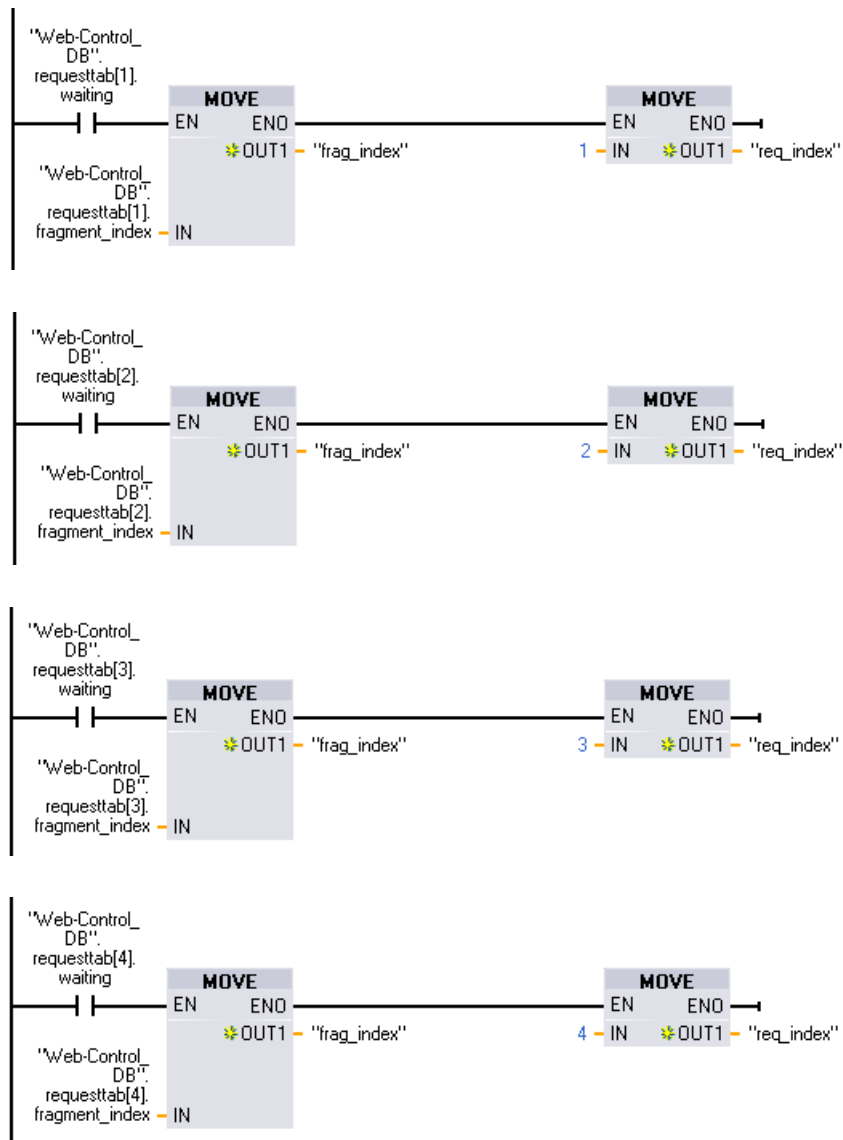 "Web-Control_
DB".
requesttab[1].
waiting
MOVE
MOVE
EN ENO
EN ENO
OUT1 "frag_index"
1 IN OUT1 "req_index"
"Web-Control_
DB".
requesttab[1].
fragment_index IN
"Web-Control_
DB".
requesttab[2].
waiting
MOVE
MOVE
EN ENO
EN ENO
OUT1 "frag_index"
2 IN OUT1 "req_index"
"Web-Control_
DB".
requesttab[2].
fragment_index IN
"Web-Control_
DB".
requesttab[3].
waiting
MOVE
MOVE
EN ENO
EN ENO
OUT1 "frag_index"
3 IN OUT1 "req_index"
"Web-Control_
DB".
requesttab[3].
fragment_index IN
"Web-Control_
DB".
requesttab[4].
waiting
MOVE
MOVE
EN ENO
EN ENO
OUT1 "frag_index"
4 IN OUT1 "req_index"
"Web-Control_
DB".
requesttab[4].
fragment_index IN